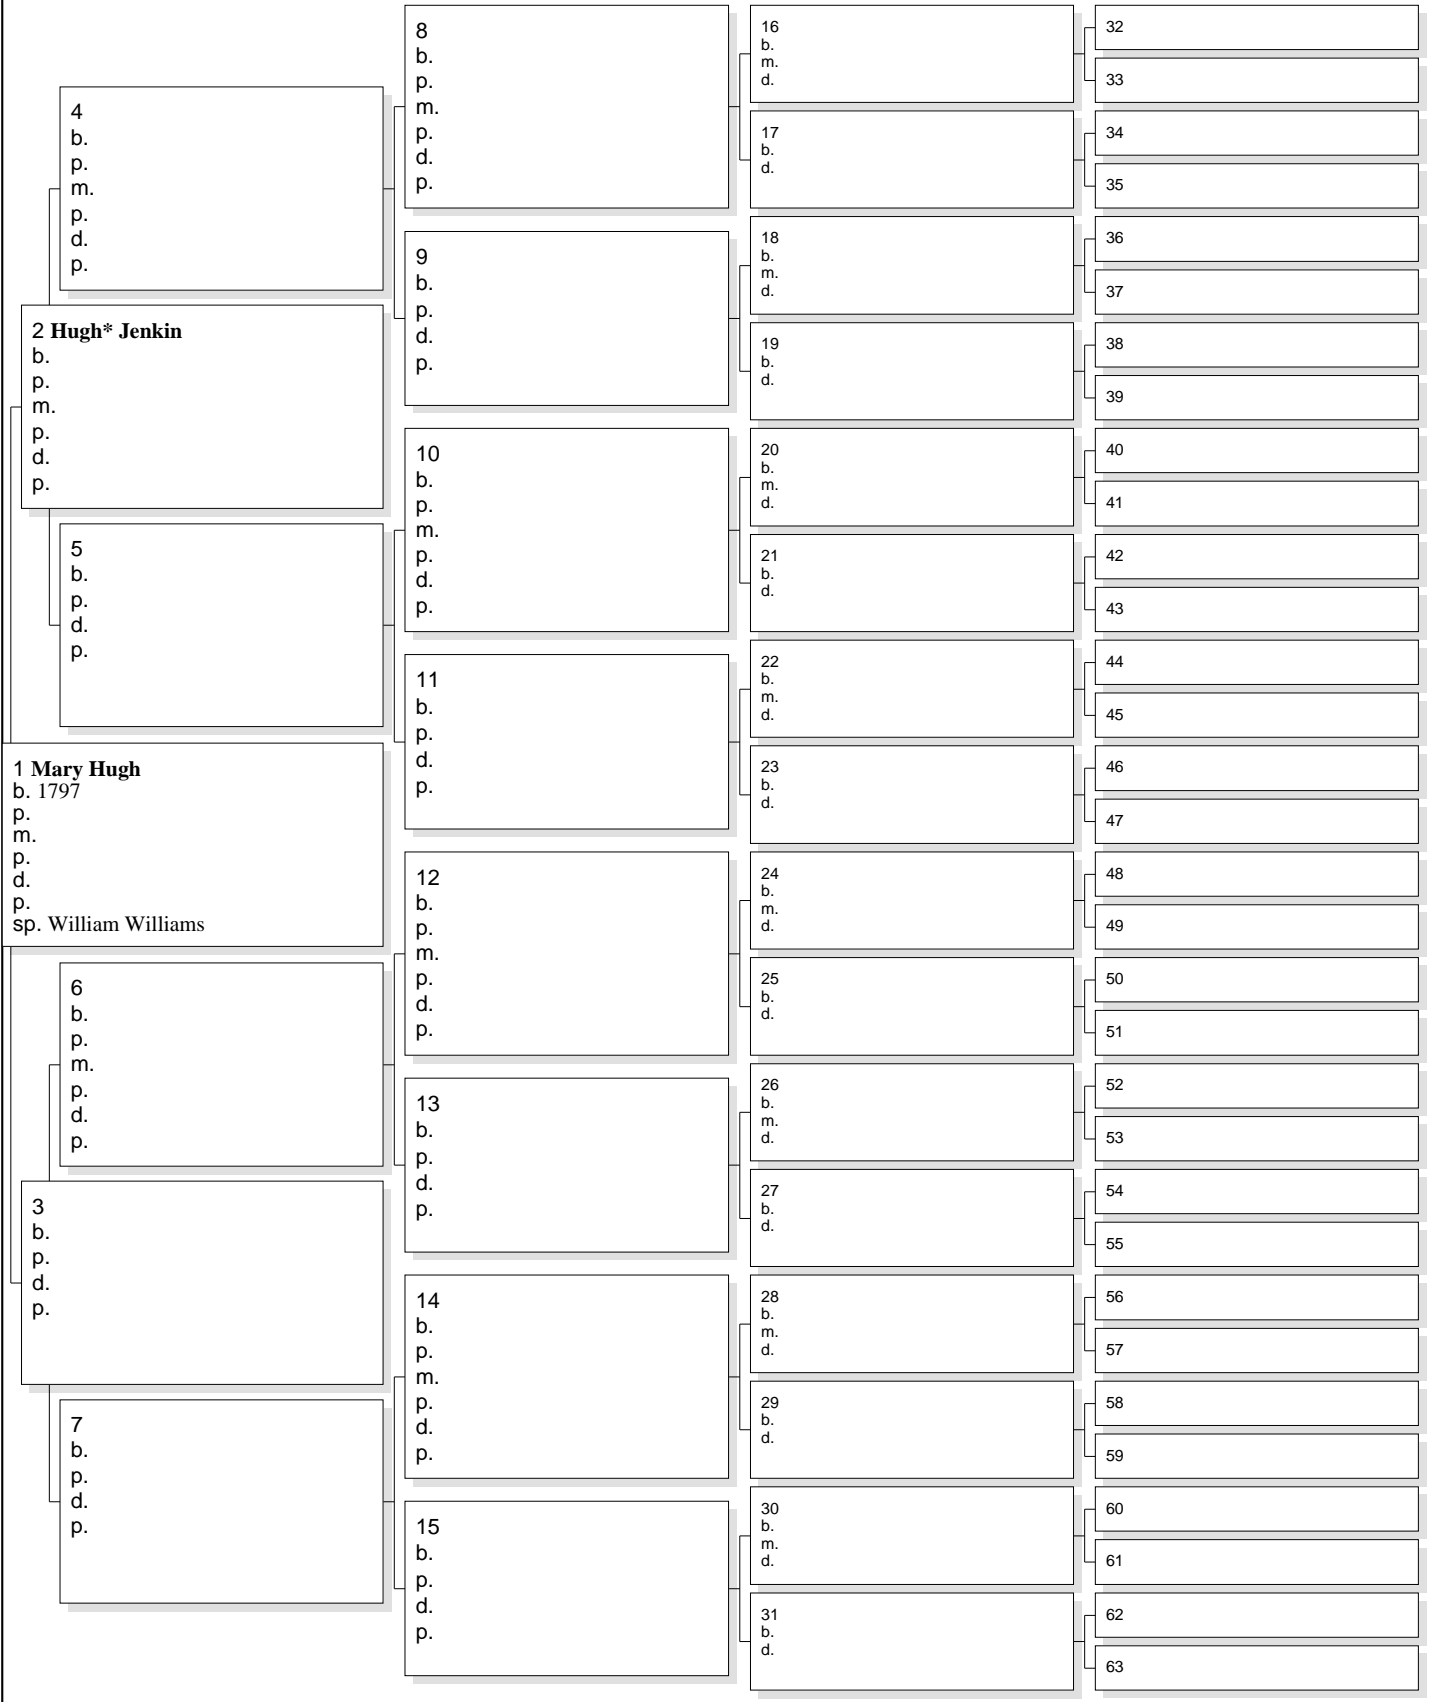 4
b.
p.
m.
p.
d.
p.
2 Hugh* Jenkin
b.
p.
m.
p.
d.
p.
5
b.
p.
d.
p.
1 Mary Hugh
b. 1797
p.
m.
p.
d.
p.
sp. William Williams
6
b.
p.
m.
p.
d.
p.
3
b.
p.
d.
p.
7
b.
p.
d.
p.
8
b.
p.
m.
p.
d.
p.
9
b.
p.
d.
p.
10
b.
p.
m.
p.
d.
p.
11
b.
p.
d.
p.
12
b.
p.
m.
p.
d.
p.
13
b.
p.
d.
p.
14
b.
p.
m.
p.
d.
p.
15
b.
p.
d.
p.
16
b.
m.
d.
17
b.
d.
18
b.
m.
d.
19
b.
d.
20
b.
m.
d.
21
b.
d.
22
b.
m.
d.
23
b.
d.
24
b.
m.
d.
25
b.
d.
26
b.
m.
d.
27
b.
d.
28
b.
m.
d.
29
b.
d.
30
b.
m.
d.
31
b.
d.
32
33
34
35
36
37
38
39
40
41
42
43
44
45
46
47
48
49
50
51
52
53
54
55
56
57
58
59
60
61
62
63